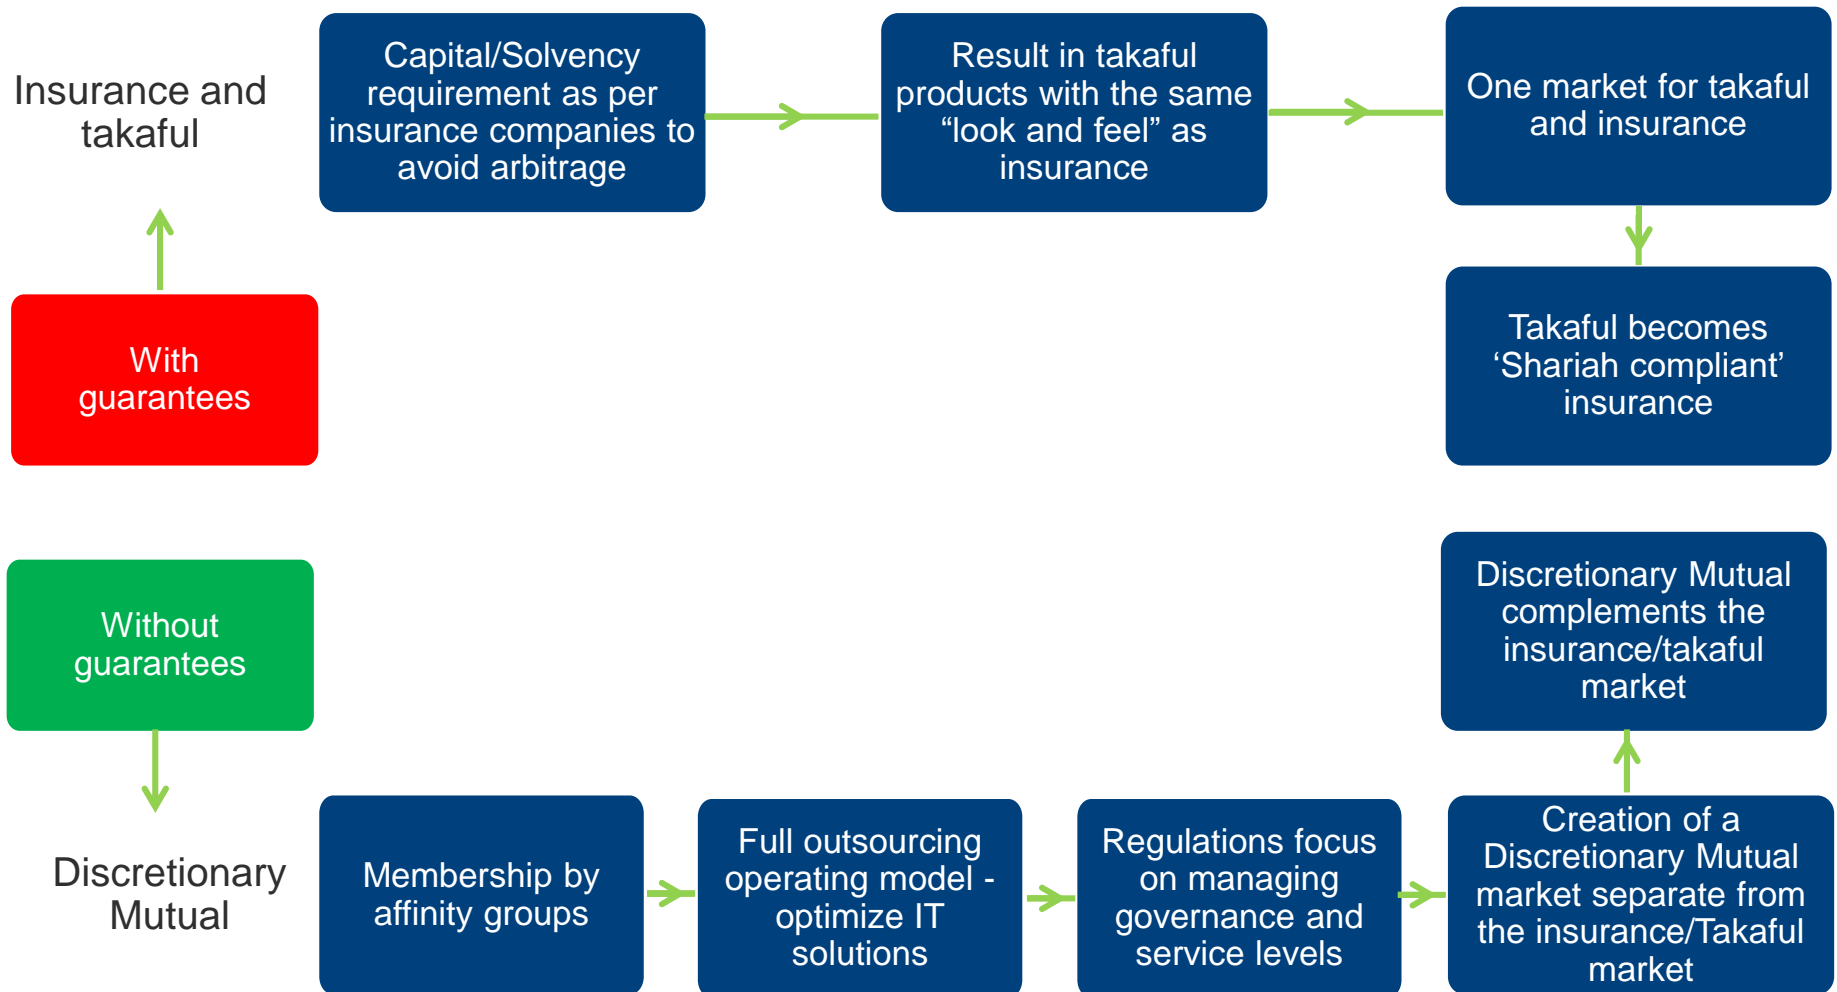 Insurance and
takaful
Capital/Solvency
requirement as per
insurance companies to
avoid arbitrage
Result in takaful
products with the same
“look and feel” as
insurance
One market for takaful
and insurance
With
guarantees
Takaful becomes
‘Shariah compliant’
insurance
Without
guarantees
Discretionary Mutual
complements the
insurance/takaful
market
Discretionary
Mutual
Membership by
affinity groups
Full outsourcing
operating model -
optimize IT
solutions
Regulations focus
on managing
governance and
service levels
Creation of a
Discretionary Mutual
market separate from
the insurance/Takaful
market